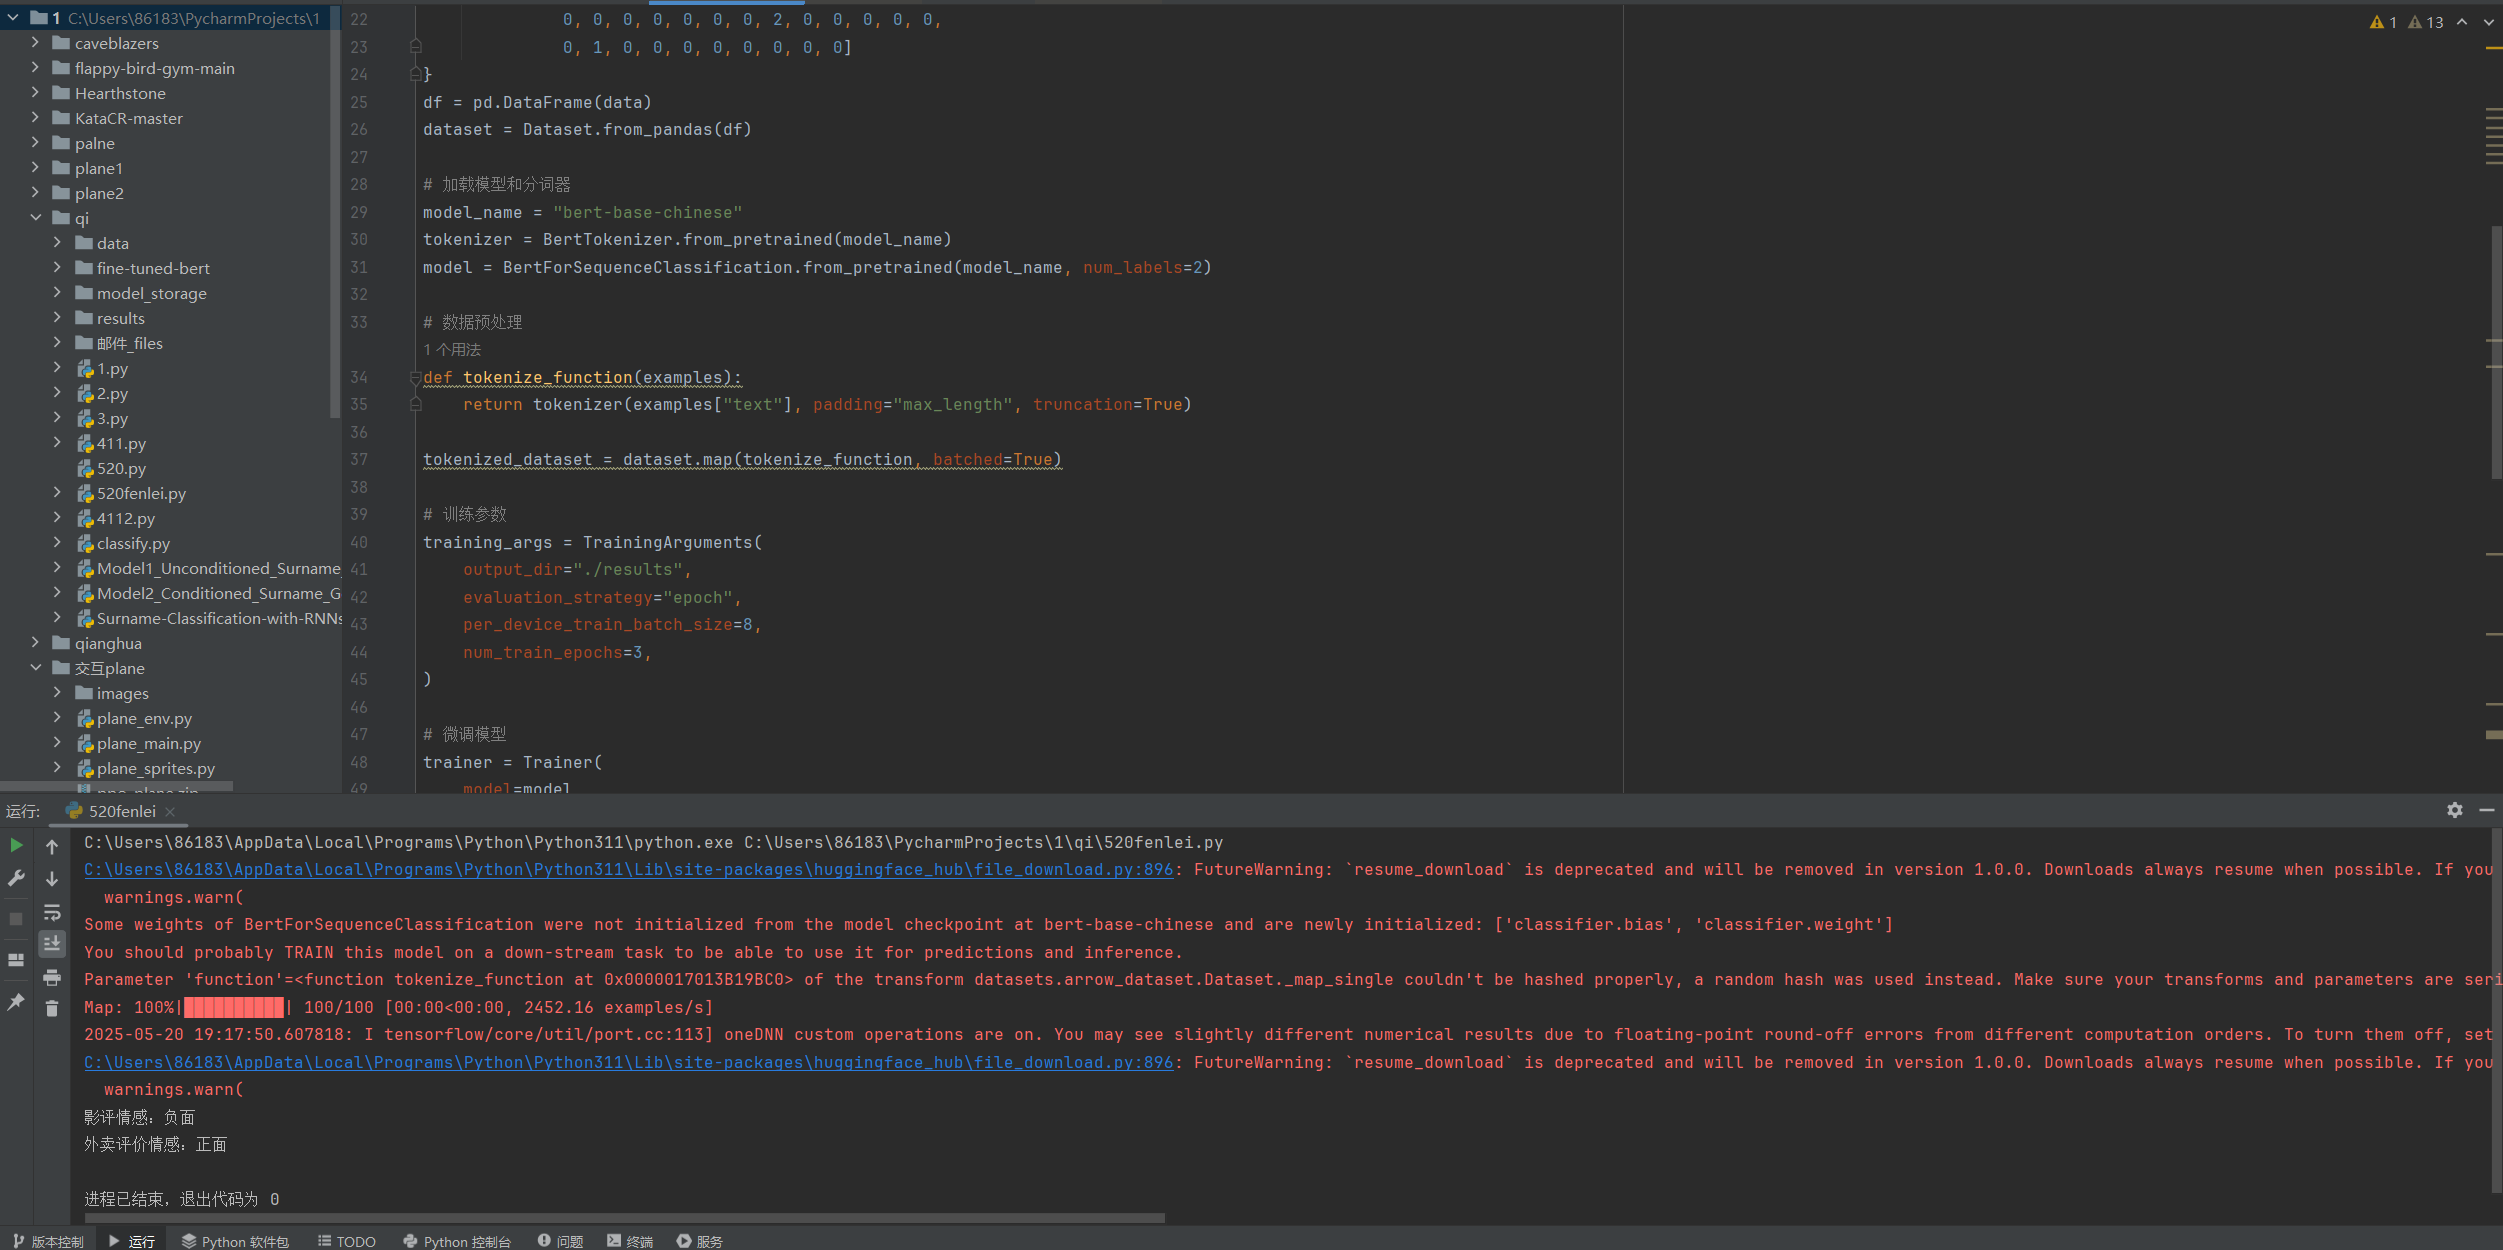 1 C:\Users\86183\PycharmProjects\1
caveblazers
flappy-bird-gym-main
Hearthstone
KataCR-master
palne
plane1
plane2
qi
data
fine-tuned-bert
model_storage
results
邮件_files
1.py
2.py
3.py
411.py
520.py
520fenlei.py
4112.py
classify.py
Model1_Unconditioned_Surname_
Model2_Conditioned_Surname_G
Surname-Classification-with-RNNs
qianghua
交互plane
images
plane_env.py
plane_main.py
plane_sprites.py
22 0, 0, 0, 0, 0, 0, 0, 2, 0, 0, 0, 0, 0,
23 0, 1, 0, 0, 0, 0, 0, 0, 0, 0]
24 }
25 df = pd.DataFrame(data)
26 dataset = Dataset.from_pandas(df)
27
28 # 加载模型和分词器
29 model_name = "bert-base-chinese"
30 tokenizer = BertTokenizer.from_pretrained(model_name)
31 model = BertForSequenceClassification.from_pretrained(model_name, num_labels=2)
32
33 # 数据预处理
1 个用法
34 def tokenize_function(examples):
35 return tokenizer(examples["text"], padding="max_length", truncation=True)
36
37 tokenized_dataset = dataset.map(tokenize_function, batched=True)
38
39 # 训练参数
40 training_args = TrainingArguments(
41 output_dir="./results",
42 evaluation_strategy="epoch",
43 per_device_train_batch_size=8,
44 num_train_epochs=3,
45 )
46
47 # 微调模型
48 trainer = Trainer(
49 model=model
1 13
运行: 520fenlei
C:\Users\86183\AppData\Local\Programs\Python\Python311\python.exe C:\Users\86183\PycharmProjects\1\qi\520fenlei.py
C:\Users\86183\AppData\Local\Programs\Python\Python311\Lib\site-packages\huggingface_hub\file_download.py:896: FutureWarning: `resume_download` is deprecated and will be removed in version 1.0.0. Downloads always resume when possible. If you
warnings.warn(
Some weights of BertForSequenceClassification were not initialized from the model checkpoint at bert-base-chinese and are newly initialized: ['classifier.bias', 'classifier.weight']
You should probably TRAIN this model on a down-stream task to be able to use it for predictions and inference.
Parameter 'function'=<function tokenize_function at 0x0000017013B19BC0> of the transform datasets.arrow_dataset.Dataset._map_single couldn't be hashed properly, a random hash was used instead. Make sure your transforms and parameters are seri
Map: 100%|██████████| 100/100 [00:00<00:00, 2452.16 examples/s]
2025-05-20 19:17:50.607818: I tensorflow/core/util/port.cc:113] oneDNN custom operations are on. You may see slightly different numerical results due to floating-point round-off errors from different computation orders. To turn them off, set
C:\Users\86183\AppData\Local\Programs\Python\Python311\Lib\site-packages\huggingface_hub\file_download.py:896: FutureWarning: `resume_download` is deprecated and will be removed in version 1.0.0. Downloads always resume when possible. If you
warnings.warn(
影评情感: 负面
外卖评价情感: 正面
进程已结束，退出代码为 0
版本控制 运行 Python 软件包 TODO Python 控制台 问题 终端 服务